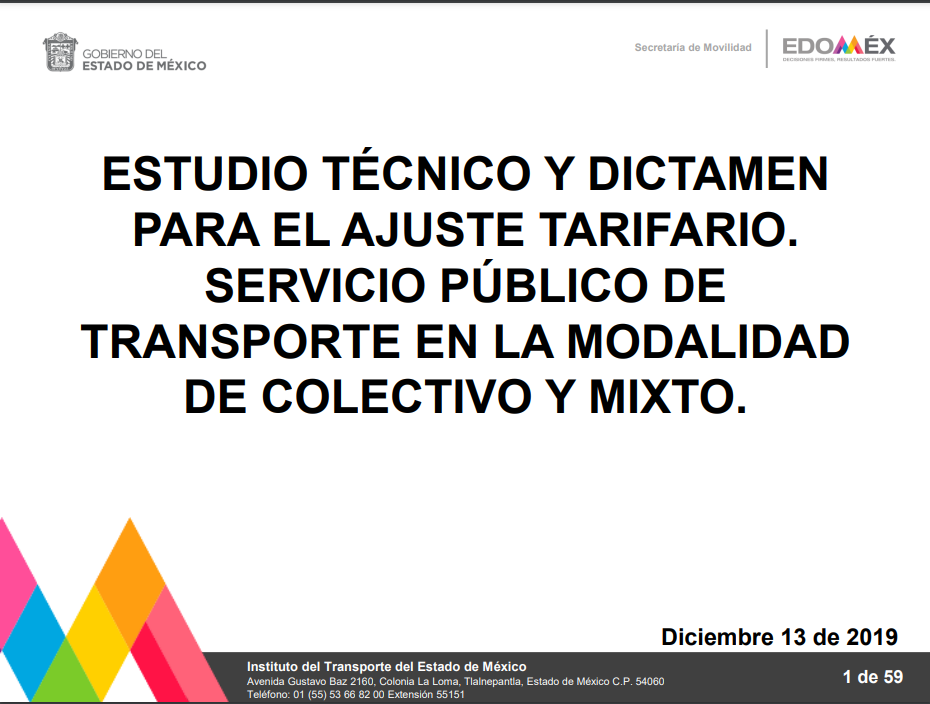 GOBIERNO DEL
ESTADO DE MÉXICO
Secretaría de Movilidad
EDOMÉX
DECISIONES FIRMES, RESULTADOS FUERTES.
ESTUDIO TÉCNICO Y DICTAMEN
PARA EL AJUSTE TARIFARIO.
SERVICIO PÚBLICO DE
TRANSPORTE EN LA MODALIDAD
DE COLECTIVO Y MIXTO.
Diciembre 13 de 2019
Instituto del Transporte del Estado de México
Avenida Gustavo Baz 2160, Colonia La Loma, Tlalnepantla, Estado de México C.P. 54060
Teléfono: 01 (55) 53 66 82 00 Extensión 55151
1 de 59